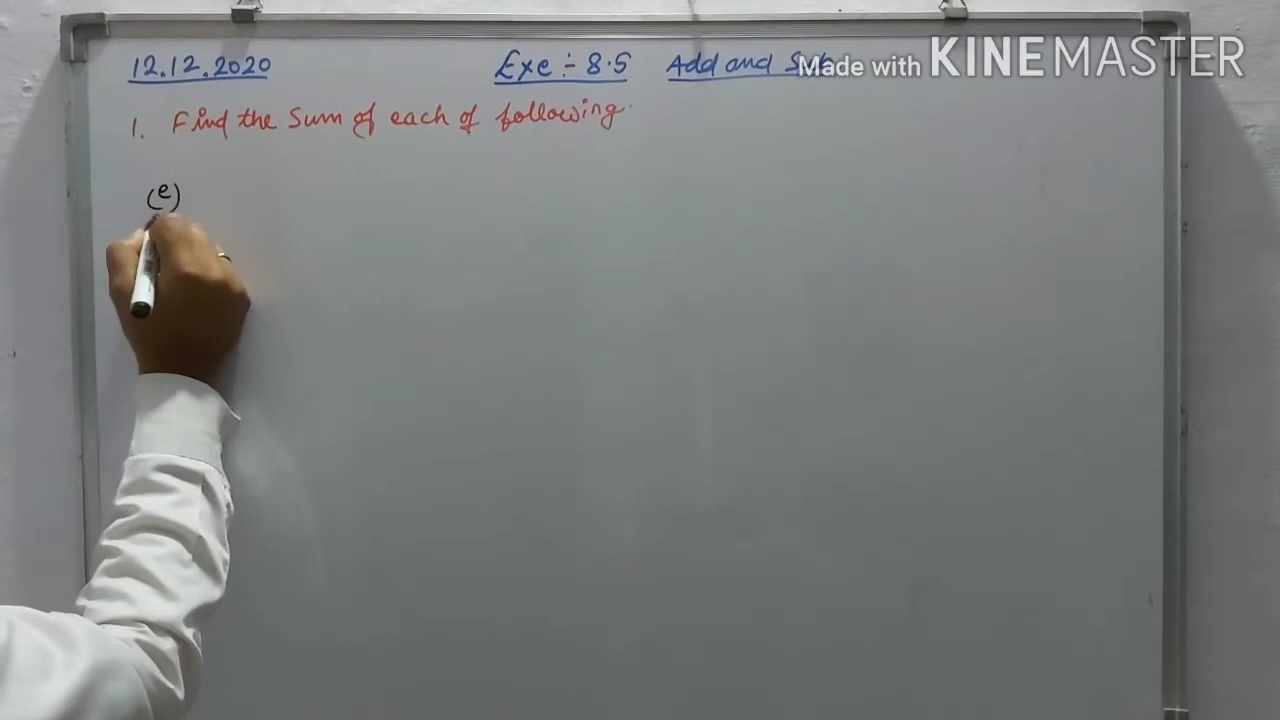 12.12.2020 Exe ÷ 8.5 Add and Sub
Made with KINEMASTER
1. Find the Sum of each of following.
(e)